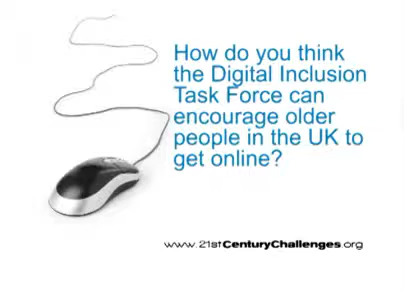 How do you think
the Digital Inclusion
Task Force can
encourage older
people in the UK to
get online?
www.21stCenturyChallenges.org